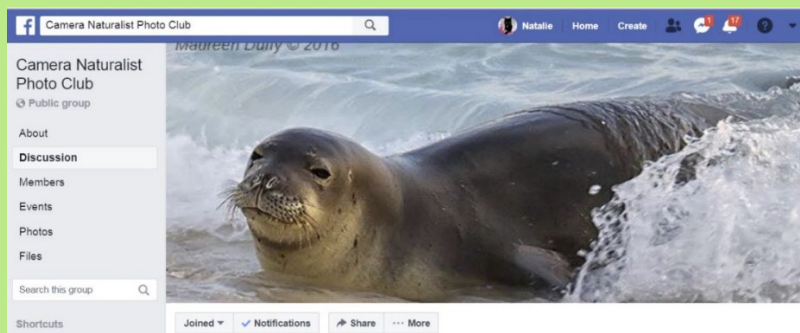 Camera Naturalist Photo Club
Natalie
Home
Create
1
17
Maureen Duffy © 2016
Camera Naturalist
Photo Club
Public group
About
Discussion
Members
Events
Photos
Files
Search this group
Shortcuts
Joined
Notifications
Share
More